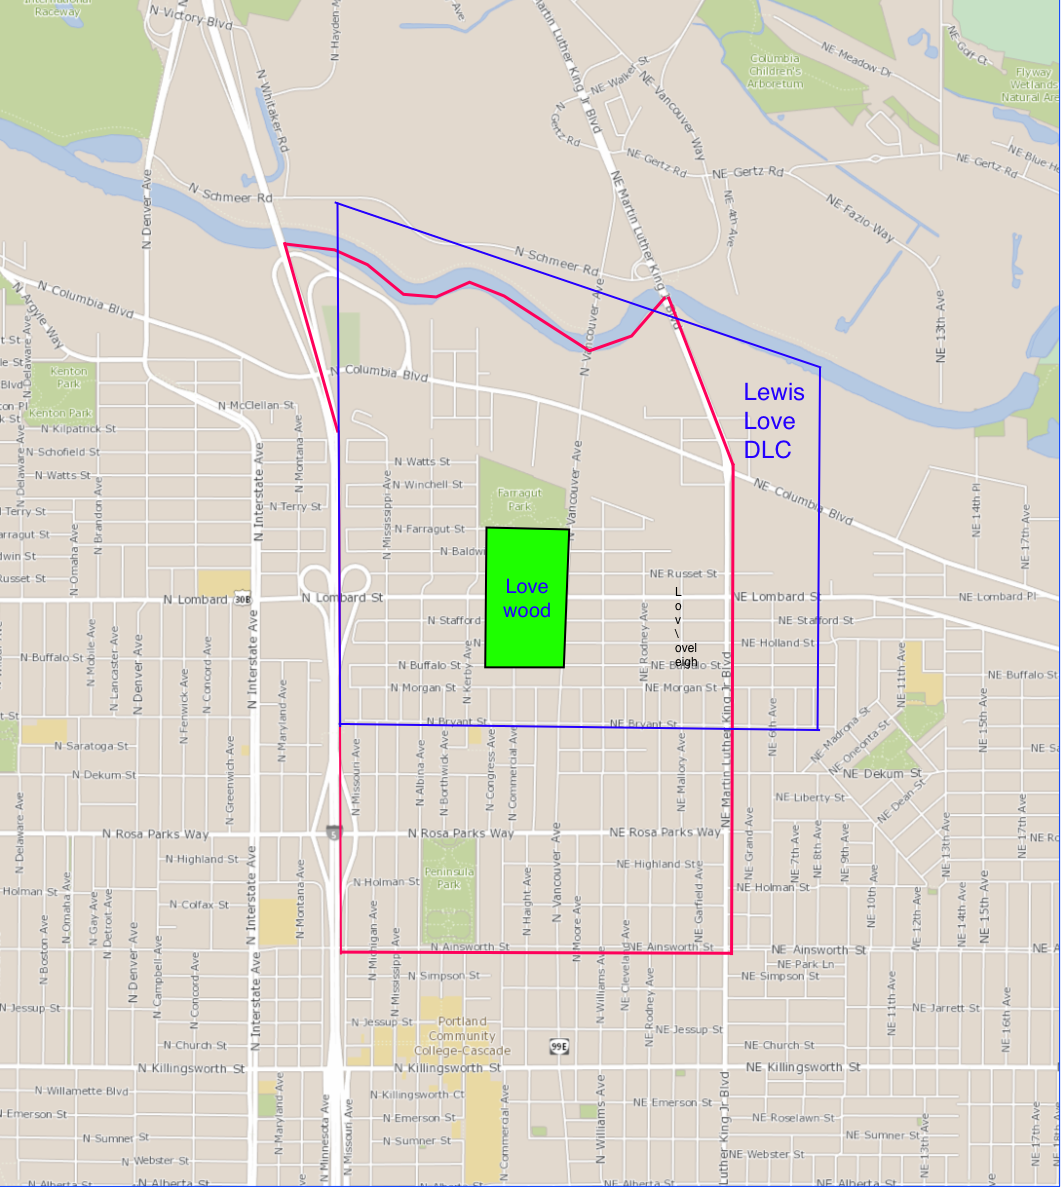 International
Raceway
N Victory Blvd
N Hayden
Ave
N Martin Luther King Jr Blvd
NE Walker St
NE Vancouver Way
Columbia
Children's
Arboretum
NE Meadow Dr
NE Golf Ct
Flyway
Wetlands
Natural Area
N Whitaker Rd
N Gertz Rd
NE Gertz Rd
NE Gertz Rd
NE Gertz Rd
NE Blue He
N Denver Ave
N Schmeer Rd
NE Martin Luther King Jr Blvd
NE 4th Ave
NE Fazio Way
N Schmeer Rd
N Columbia Blvd
N Argyle Way
N Vancouver Ave
NE 13th Ave
Kenton
Park
Kenton Park
N Columbia Blvd
N McClellan St
N Kilpatrick St
N Schofield St
N Watts St
N Delaware Ave
N Montana Ave
Lewis
Love
DLC
N Watts St
N Winchell St
N Terry St
N Terry St
N Brandon Ave
N Omaha Ave
N Interstate Ave
N Mississippi Ave
Farragut
Park
N Vancouver Ave
NE Columbia Blvd
NE 14th Pl
NE 17th Ave
N Farragut St
N Baldw
Love
wood
NE Russet St
N Lombard St
30B
N Lombard St
NE Lombard St
NE Lombard Pl
L
o
v
\
ovel
eigh
N Stafford
NE Stafford St
NE Holland St
N Buffalo St
N Buffalo St
NE Buffalo St
NE Buffalo St
N Morgan St
NE Morgan St
N Bryant St
NE Bryant St
N Mobile Ave
N Lancaster Ave
N Denver Ave
N Fenwick Ave
N Concord Ave
N Interstate Ave
N Maryland Ave
N Kerby Ave
NE Rodney Ave
NE Martin Luther King Jr Blvd
NE 6th Ave
NE 11th Ave
NE 15th Ave
NE Madrona St
NE Oneonta St
N Saratoga St
N Dekum St
NE Dekum St
NE Dean St
NE Liberty St
N Greenwich Ave
N Missouri Ave
N Albina Ave
N Borthwick Ave
N Congress Ave
N Commercial Ave
NE Mallory Ave
N Delaware Ave
N Rosa Parks Way
5
N Rosa Parks Way
NE Rosa Parks Way
NE Grand Ave
NE 7th Ave
NE 8th Ave
NE 9th Ave
NE 13th Ave
NE 17th Ave
N Highland St
NE Highland St
Peninsula
Park
N Holman St
N Holman St
NE Holman St
N Colfax St
N Boston Ave
N Omaha Ave
N Gay Ave
N Detroit Ave
N Denver Ave
N Interstate Ave
N Montana Ave
N Michigan Ave
N Mississippi Ave
N Haight Ave
N Vancouver Ave
N Moore Ave
NE Garfield Ave
NE 10th Ave
NE 12th Ave
NE 14th Ave
NE 15th Ave
N Ainsworth St
NE Ainsworth St
NE Ainsworth St
NE Park Ln
N Simpson St
NE Simpson St
N Campbell Ave
N Concord Ave
N Interstate Ave
N Williams Ave
NE Cleveland Ave
NE Rodney Ave
NE 11th Ave
NE 16th Ave
N Jessup St
N Jessup St
NE Jessup St
NE Jarrett St
Portland
Community
College-Cascade
99E
N Church St
NE Church St
N Killingsworth St
N Killingsworth St
NE Killingsworth St
N Willamette Blvd
N Killingsworth Ct
N Emerson St
N Emerson St
NE Emerson St
NE Roselawn St
N Sumner St
N Sumner St
NE Sumner St
N Webster St
NE Webster St
N Maryland Ave
N Minnesota Ave
N Missouri Ave
N Commercial Ave
N Williams Ave
Luther King Jr Blvd
NE 13th Ave
NE 17th Ave
N Alberta St
N Alberta St
NE Alberta St
NE Alberta St